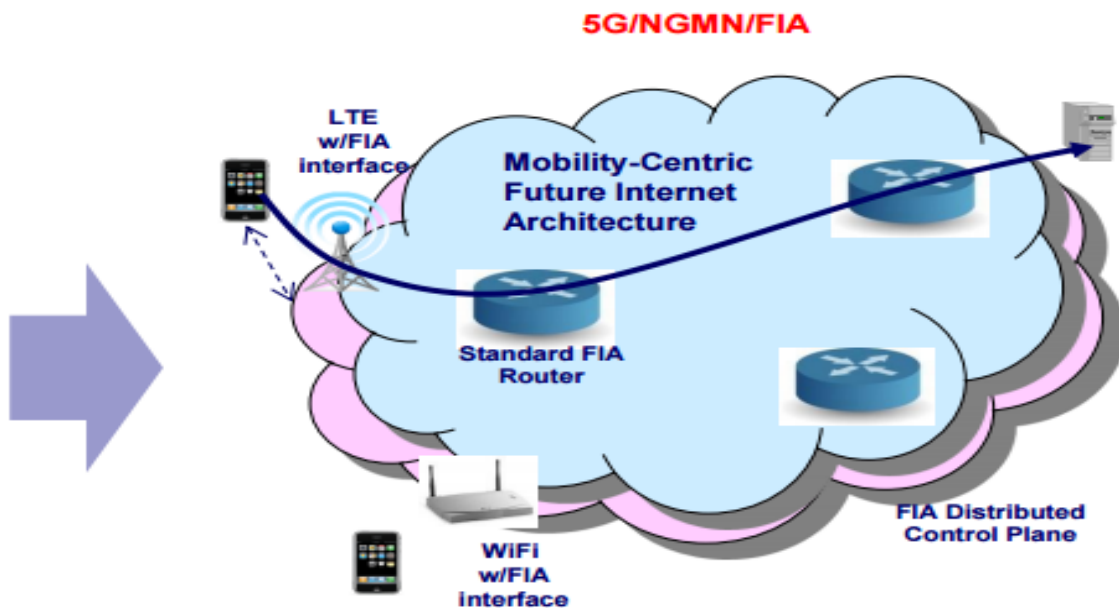 5G/NGMN/FIA
LTE
w/FIA
interface
Mobility-Centric
Future Internet
Architecture
Standard FIA
Router
FIA Distributed
Control Plane
WiFi
w/FIA
interface